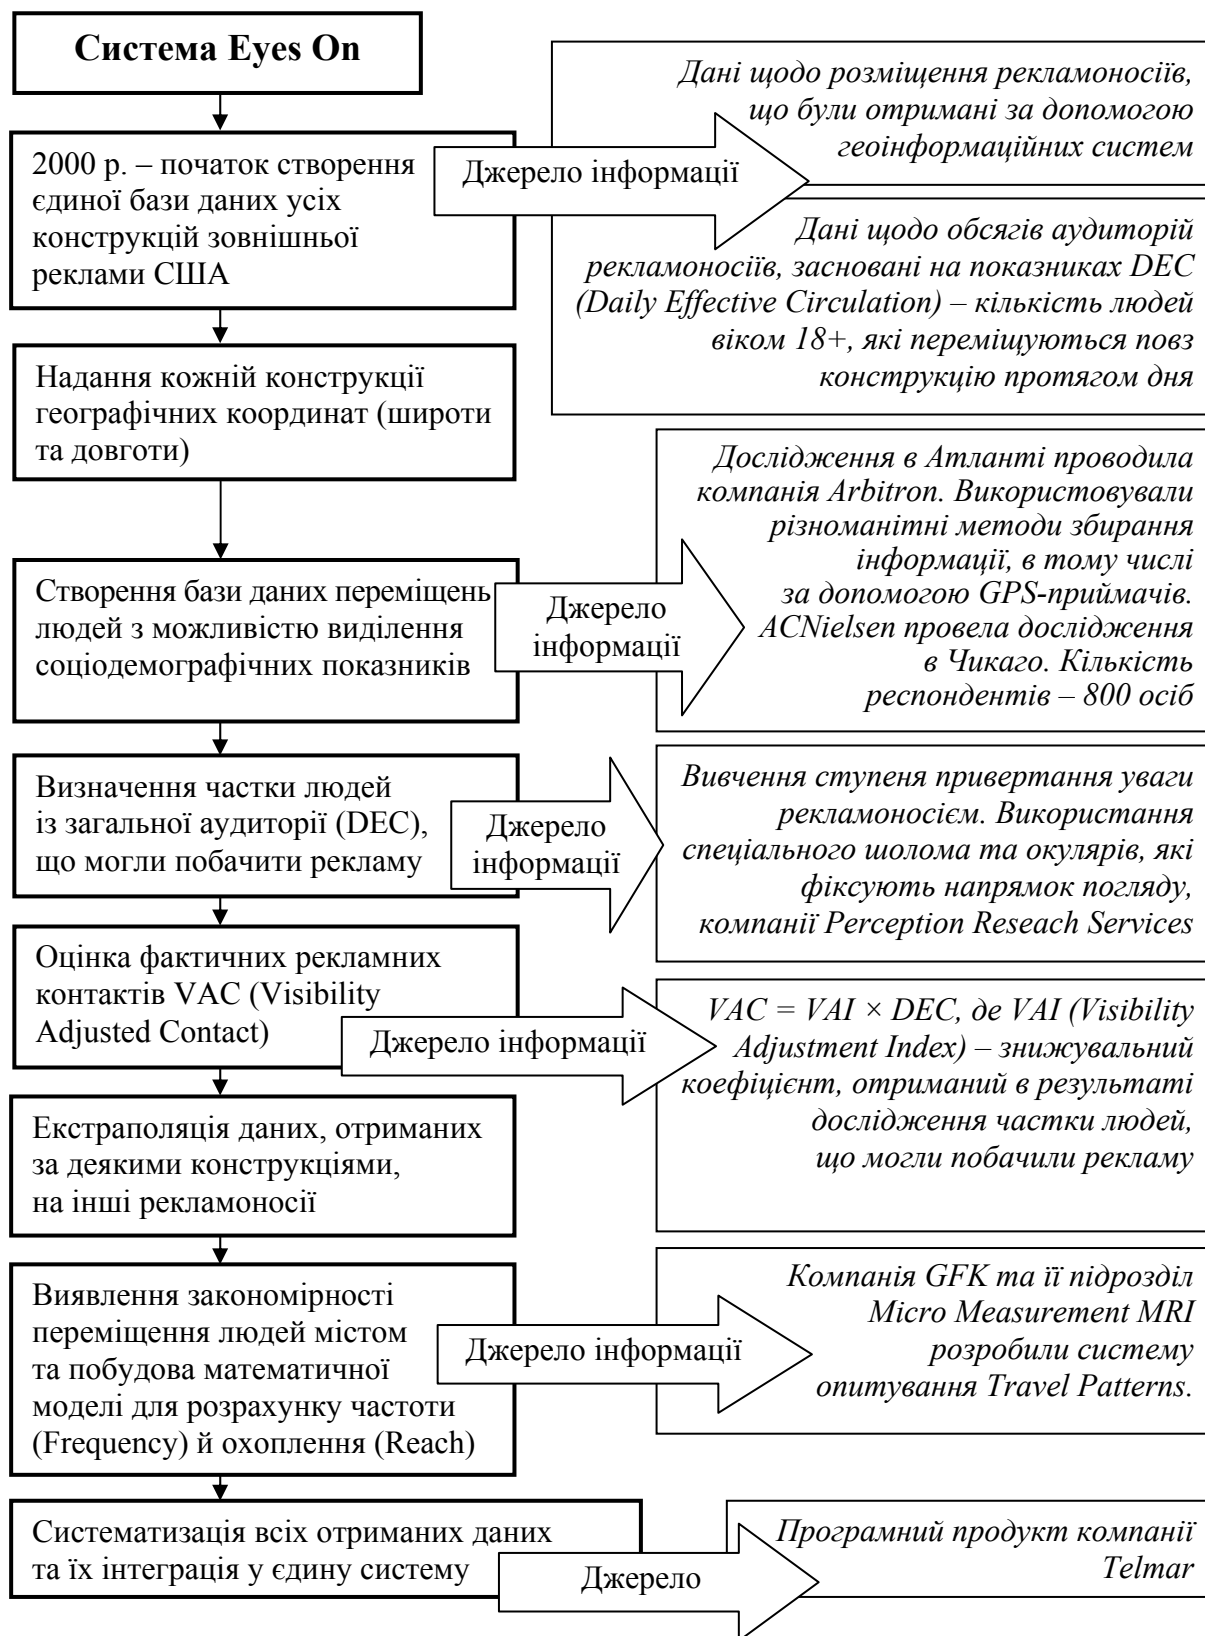 Система Eyes On
2000 р. – початок створення
єдиної бази даних усіх
конструкцій зовнішньої
реклами США
Джерело інформації
Дані щодо розміщення рекламоносіїв,
що були отримані за допомогою
геоінформаційних систем
Дані щодо обсягів аудиторій
рекламоносіїв, засновані на показниках DEC
(Daily Effective Circulation) – кількість людей
віком 18+, які переміщуються повз
конструкцію протягом дня
Надання кожній конструкції
географічних координат (широти
та довготи)
Створення бази даних переміщень
людей з можливістю виділення
соціодемографічних показників
Джерело
інформації
Дослідження в Атланті проводила
компанія Arbitron. Використовували
різноманітні методи збирання
інформації, в тому числі
за допомогою GPS-приймачів.
ACNielsen провела дослідження
в Чикаго. Кількість
респондентів – 800 осіб
Визначення частки людей
із загальної аудиторії (DEC),
що могли побачити рекламу
Джерело
інформації
Вивчення ступеня привертання уваги
рекламоносієм. Використання
спеціального шолома та окулярів, які
фіксують напрямок погляду,
компанії Perception Reseach Services
Оцінка фактичних рекламних
контактів VAC (Visibility
Adjusted Contact)
Джерело інформації
VAC = VAI × DEC, де VAI (Visibility
Adjustment Index) – знижувальний
коефіцієнт, отриманий в результаті
дослідження частки людей,
що могли побачили рекламу
Екстраполяція даних, отриманих
за деякими конструкціями,
на інші рекламоносії
Виявлення закономірності
переміщення людей містом
та побудова математичної
моделі для розрахунку частоти
(Frequency) й охоплення (Reach)
Джерело інформації
Компанія GFK та її підрозділ
Micro Measurement MRI
розробили систему
опитування Travel Patterns.
Систематизація всіх отриманих даних
та їх інтеграція у єдину систему
Джерело
Програмний продукт компанії
Telmar